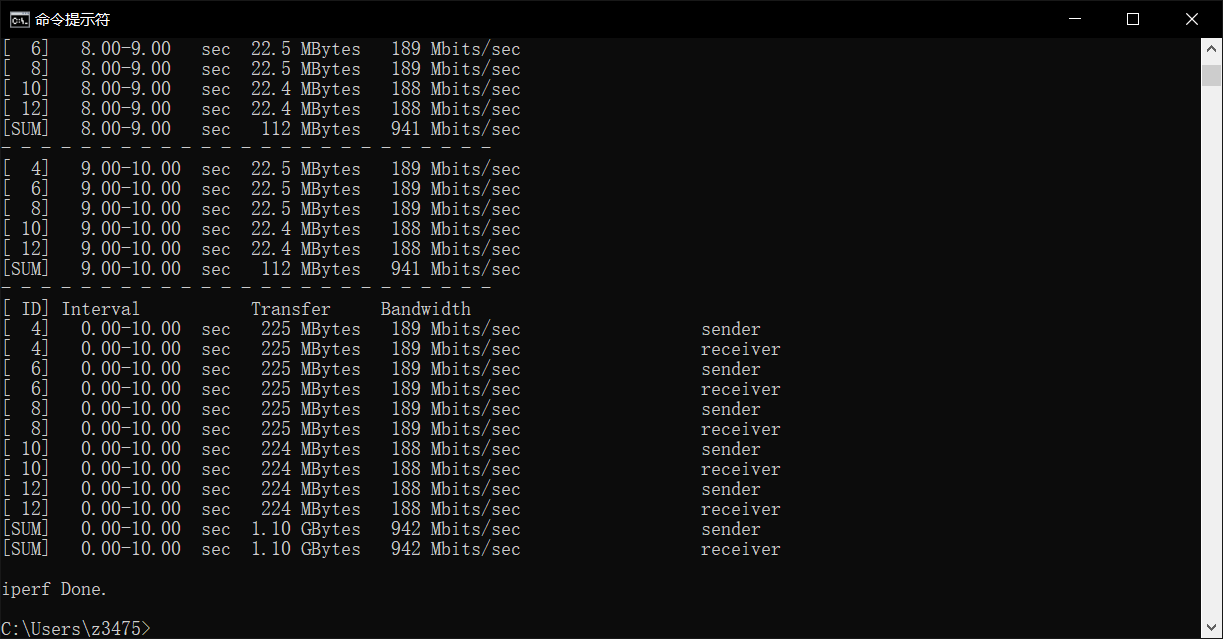 命令提示符
[  6]   8.00-9.00   sec  22.5 MBytes   189 Mbits/sec
[  8]   8.00-9.00   sec  22.5 MBytes   189 Mbits/sec
[ 10]   8.00-9.00   sec  22.4 MBytes   188 Mbits/sec
[ 12]   8.00-9.00   sec  22.4 MBytes   188 Mbits/sec
[SUM]   8.00-9.00   sec   112 MBytes   941 Mbits/sec
- - - - - - - - - - - - - - - - - - - - - - - - -
[  4]   9.00-10.00  sec  22.5 MBytes   189 Mbits/sec
[  6]   9.00-10.00  sec  22.5 MBytes   189 Mbits/sec
[  8]   9.00-10.00  sec  22.5 MBytes   189 Mbits/sec
[ 10]   9.00-10.00  sec  22.4 MBytes   188 Mbits/sec
[ 12]   9.00-10.00  sec  22.4 MBytes   188 Mbits/sec
[SUM]   9.00-10.00  sec   112 MBytes   941 Mbits/sec
- - - - - - - - - - - - - - - - - - - - - - - - -
[ ID] Interval           Transfer     Bandwidth
[  4]   0.00-10.00  sec   225 MBytes   189 Mbits/sec                  sender
[  4]   0.00-10.00  sec   225 MBytes   189 Mbits/sec                  receiver
[  6]   0.00-10.00  sec   225 MBytes   189 Mbits/sec                  sender
[  6]   0.00-10.00  sec   225 MBytes   189 Mbits/sec                  receiver
[  8]   0.00-10.00  sec   225 MBytes   189 Mbits/sec                  sender
[  8]   0.00-10.00  sec   225 MBytes   189 Mbits/sec                  receiver
[ 10]   0.00-10.00  sec   224 MBytes   188 Mbits/sec                  sender
[ 10]   0.00-10.00  sec   224 MBytes   188 Mbits/sec                  receiver
[ 12]   0.00-10.00  sec   224 MBytes   188 Mbits/sec                  sender
[ 12]   0.00-10.00  sec   224 MBytes   188 Mbits/sec                  receiver
[SUM]   0.00-10.00  sec  1.10 GBytes   942 Mbits/sec                  sender
[SUM]   0.00-10.00  sec  1.10 GBytes   942 Mbits/sec                  receiver
iperf Done.
C:\Users\z3475>